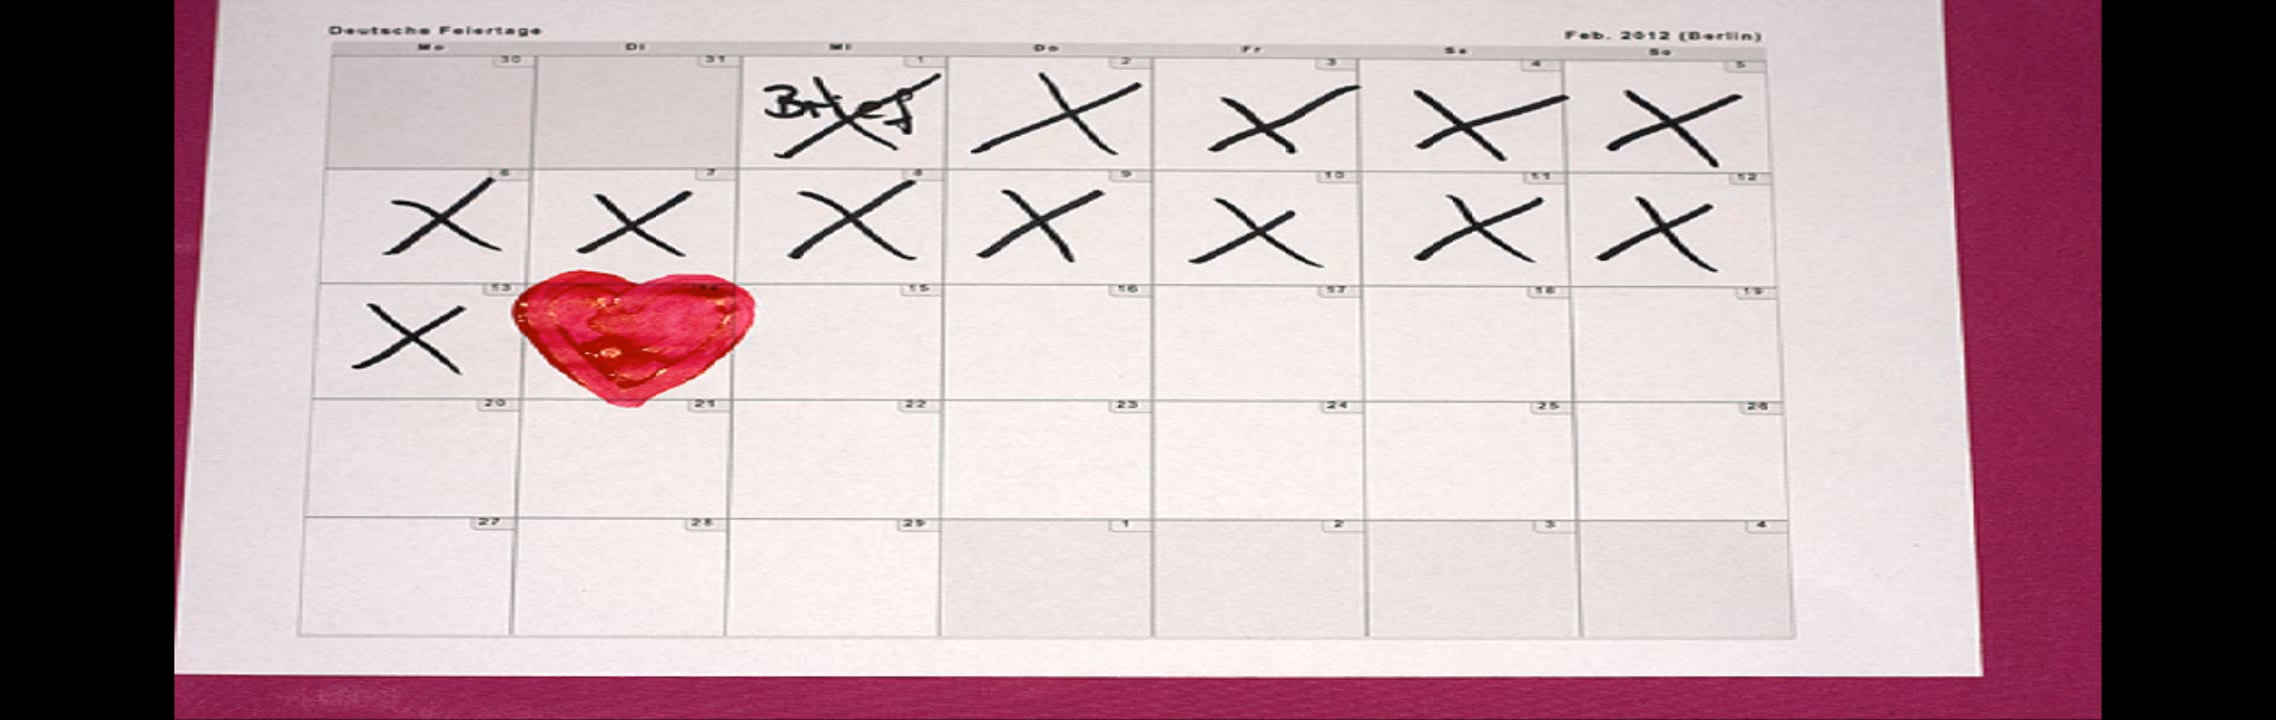 Deutsche Feiertage
Feb. 2012 (Berlin)
Mo Di Mi Do Fr Sa So
30 31 1 2 3 4 5
Brief
6 7 8 9 10 11 12
13 14 15 16 17 18 19
20 21 22 23 24 25 26
27 28 29 1 2 3 4